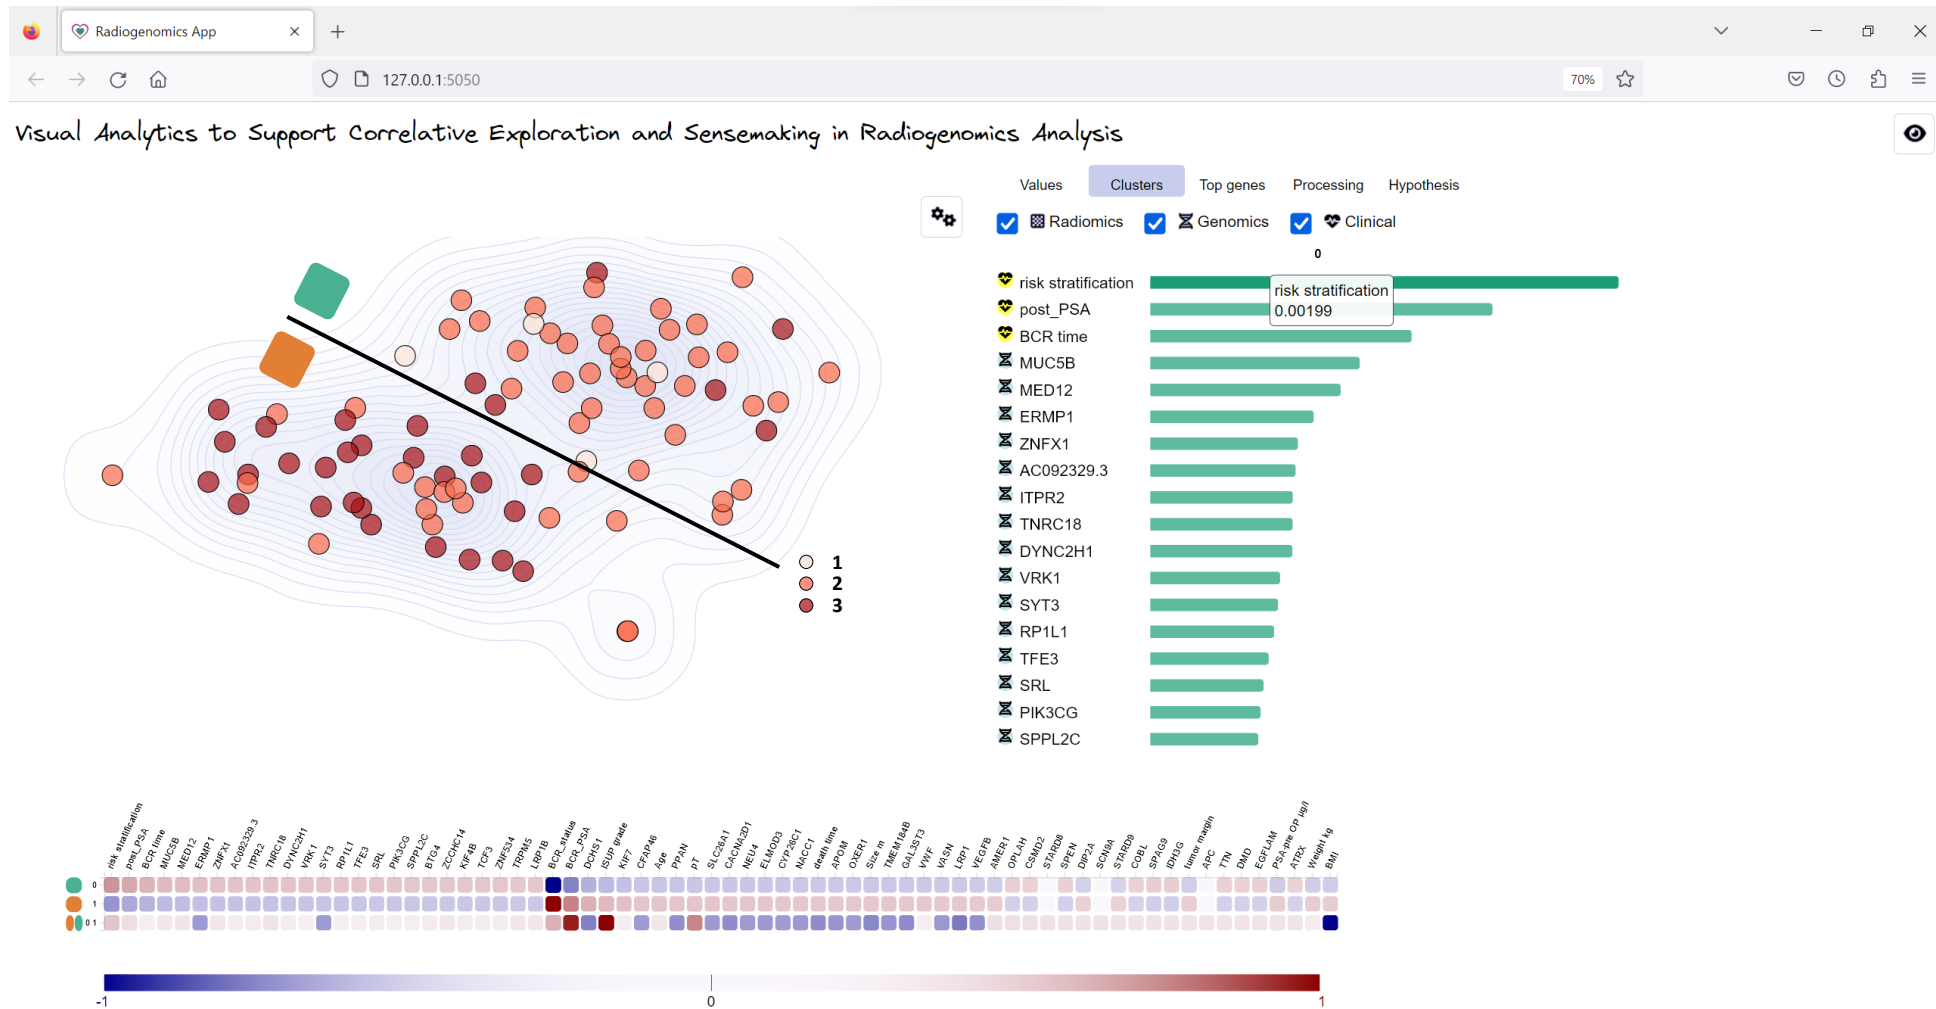 Radiogenomics App
127.0.0.1:5050
70%
Visual Analytics to Support Correlative Exploration and Sensemaking in Radiogenomics Analysis
Values Clusters Top genes Processing Hypothesis
Radiomics Genomics Clinical
0
risk stratification
post_PSA
BCR time
MUC5B
MED12
ERMP1
ZNFX1
AC092329.3
ITPR2
TNRC18
DYNC2H1
VRK1
SYT3
RP1L1
TFE3
SRL
PIK3CG
SPPL2C
risk stratification
0.00199
1
2
3
risk stratification post_PSA BCR time MUC5B MED12 ERMP1 ZNFX1 AC092329.3 ITPR2 TNRC18 DYNC2H1 VRK1 SYT3 RP1L1 TFE3 SRL PIK3CG SPPL2C BTG4 ZCCHC14 KIF4B TCF3 ZNF534 TRPM5 LRP1B BCR_status BCR_PSA DCHS1 ISUP grade KIF7 CFAP46 Age PPAN pT SLC26A1 CACNA2D1 NEU4 ELMOD3 CYP26C1 NACC1 death time APOM OXER1 Size m TMEM184B GAL3ST3 VWF VASN LRP1 VEGFB AMER1 OPLAH CSMD2 STARD8 SPEN DIP2A SCN9A STARD9 COBL SPAG9 IDH3G tumor margin APC TTN DMD EGFLAM PSA-pre OP µg/l ATRX Weight kg BMI
0
1
0 1
-1 0 1